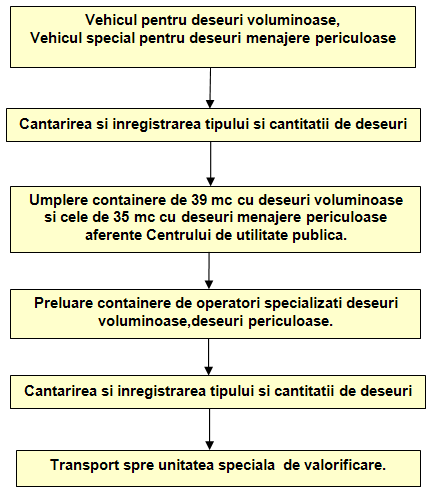 Vehicul pentru deseuri voluminoase,
Vehicul special pentru deseuri menajere periculoase
Cantarirea si inregistrarea tipului si cantitatii de deseuri
Umplere containere de 39 mc cu deseuri voluminoase
si cele de 35 mc cu deseuri menajere periculoase
aferente Centrului de utilitate publica.
Preluare containere de operatori specializati deseuri
voluminoase,deseuri periculoase.
Cantarirea si inregistrarea tipului si cantitatii de deseuri
Transport spre unitatea speciala  de valorificare.